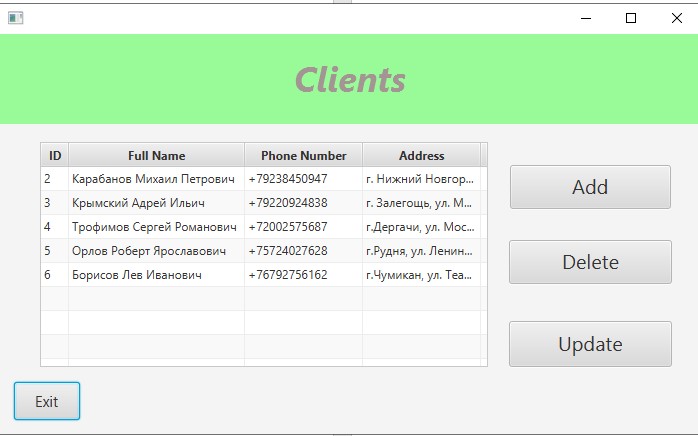 Clients
ID Full Name Phone Number Address
2 Карабанов Михаил Петрович +79238450947 г. Нижний Новгор...
3 Крымский Адрей Ильич +79220924838 г. Залегощь, ул. М...
4 Трофимов Сергей Романович +72002575687 г.Дергачи, ул. Мос...
5 Орлов Роберт Ярославович +75724027628 г.Рудня, ул. Ленин...
6 Борисов Лев Иванович +76792756162 г.Чумикан, ул. Теа...
Add
Delete
Update
Exit